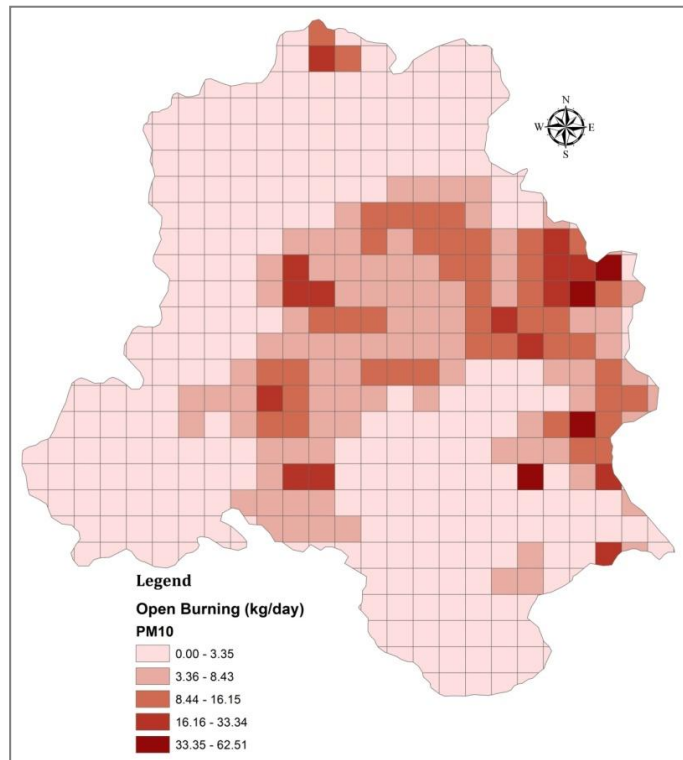 N
W E
S
Legend
Open Burning (kg/day)
PM10
0.00 - 3.35
3.36 - 8.43
8.44 - 16.15
16.16 - 33.34
33.35 - 62.51